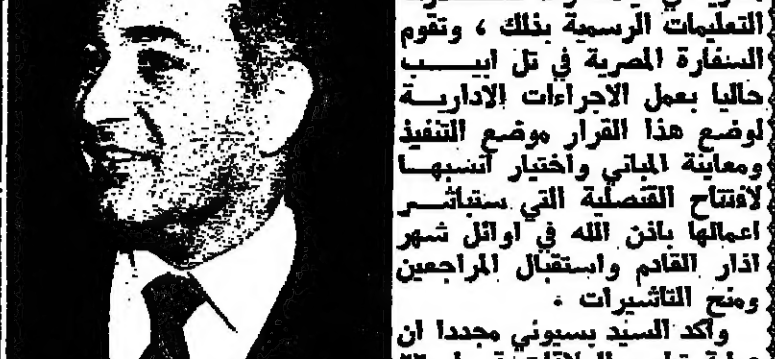 التعليمات الرسمية بذلك ، وتقوم
السفارة المصرية في تل ابيب
حاليا بعمل الاجراءات الادارية
لوضع هذا القرار موضع التنفيذ
ومعاينة المباني واختيار انسبها
لافتتاح القنصلية التي ستباشر
اعمالها باذن الله في اوائل شهر
اذار القادم واستقبال المراجعين
ومنح التاشيرات .
واكد السيد بسيوني مجددا ان